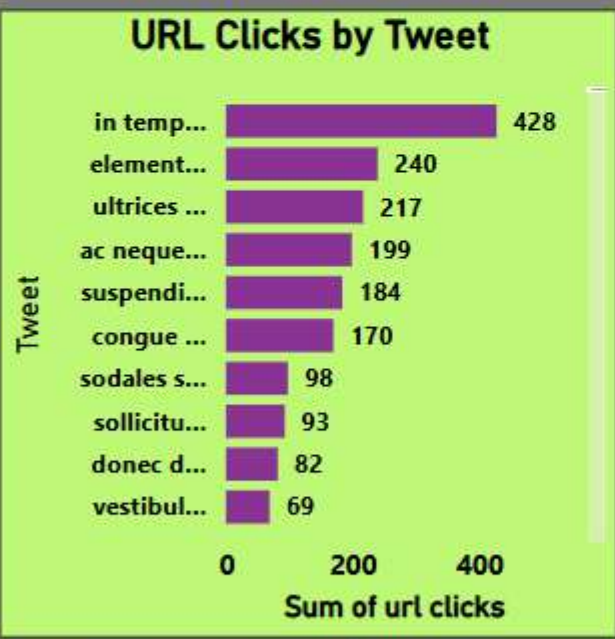 URL Clicks by Tweet
in temp... 428
element... 240
ultrices ... 217
ac neque... 199
suspendi... 184
congue ... 170
sodales s... 98
sollicitu... 93
donec d... 82
vestibul... 69
Tweet
0 200 400
Sum of url clicks